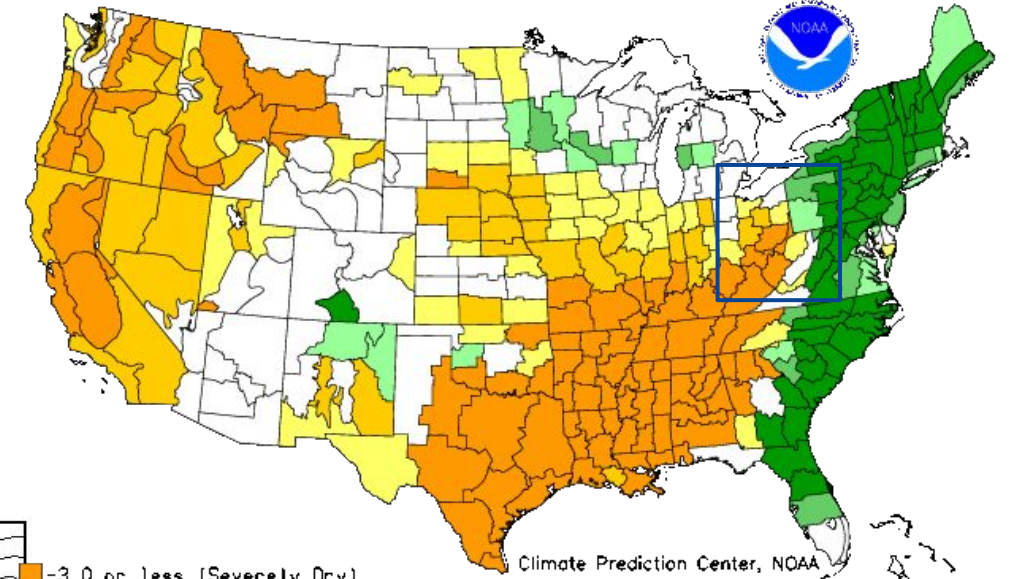 NOAA
Climate Prediction Center, NOAA
-3.0 or less (Severely Dry)